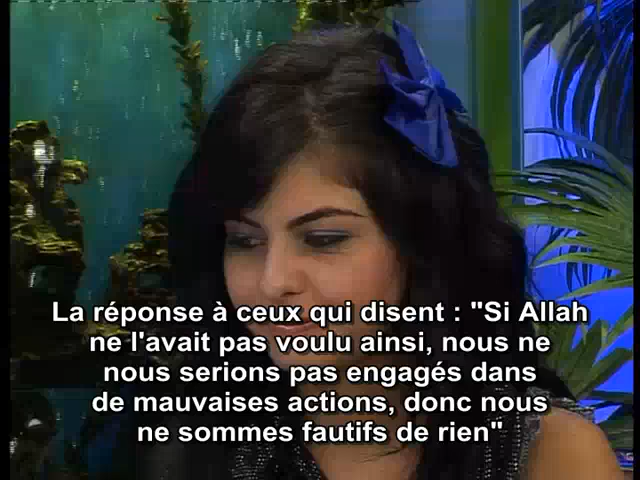 La réponse à ceux qui disent : "Si Allah
ne l'avait pas voulu ainsi, nous ne
nous serions pas engagés dans
de mauvaises actions, donc nous
ne sommes fautifs de rien"